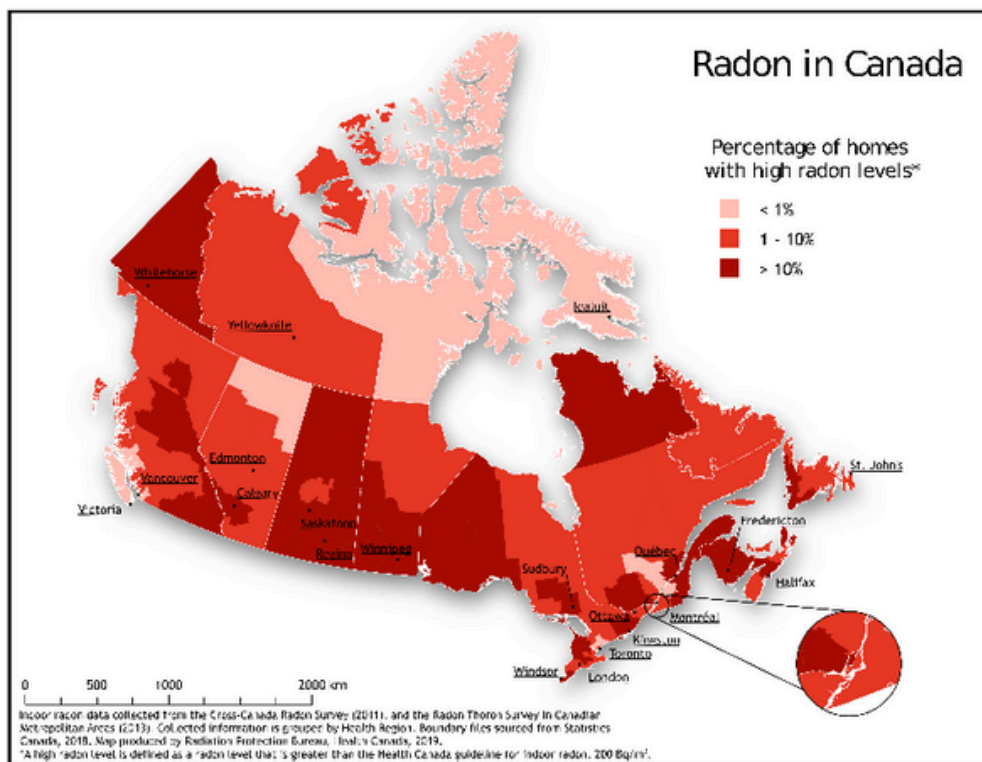 Radon in Canada
Percentage of homes
with high radon levels*
< 1%
1 - 10%
> 10%
Whitehorse
Yellowknife
Iqaluit
Edmonton
Vancouver
Calgary
Victoria
Saskatoon
Regina
Winnipeg
St. John's
Fredericton
Québec
Sudbury
Halifax
Ottawa
Montréal
Kingston
Toronto
Windsor
London
0 500 1000 2000 km
Indoor radon data collected from the Cross-Canada Radon Survey (2011), and the Radon Thoron Survey in Canadian
Metropolitan Areas (2013). Collected information is grouped by Health Region. Boundary files sourced from Statistics
Canada, 2018. Map produced by Radiation Protection Bureau, Health Canada, 2019.
*A high radon level is defined as a radon level that is greater than the Health Canada guideline for indoor radon, 200 Bq/m³.